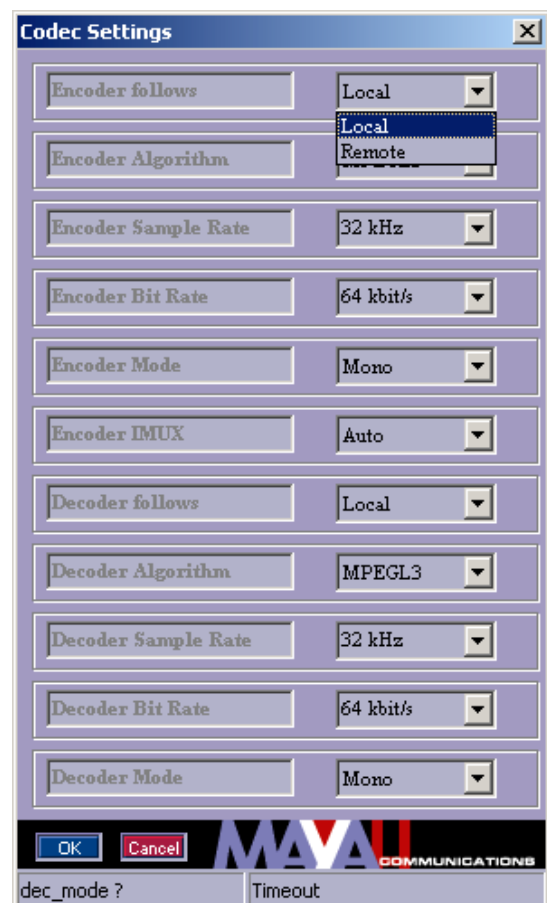 Codec Settings
Encoder follows Local
Local
Remote
Encoder Algorithm
Encoder Sample Rate 32 kHz
Encoder Bit Rate 64 kbit/s
Encoder Mode Mono
Encoder IMUX Auto
Decoder follows Local
Decoder Algorithm MPEGL3
Decoder Sample Rate 32 kHz
Decoder Bit Rate 64 kbit/s
Decoder Mode Mono
OK Cancel MAYAH COMMUNICATIONS
dec_mode ? Timeout